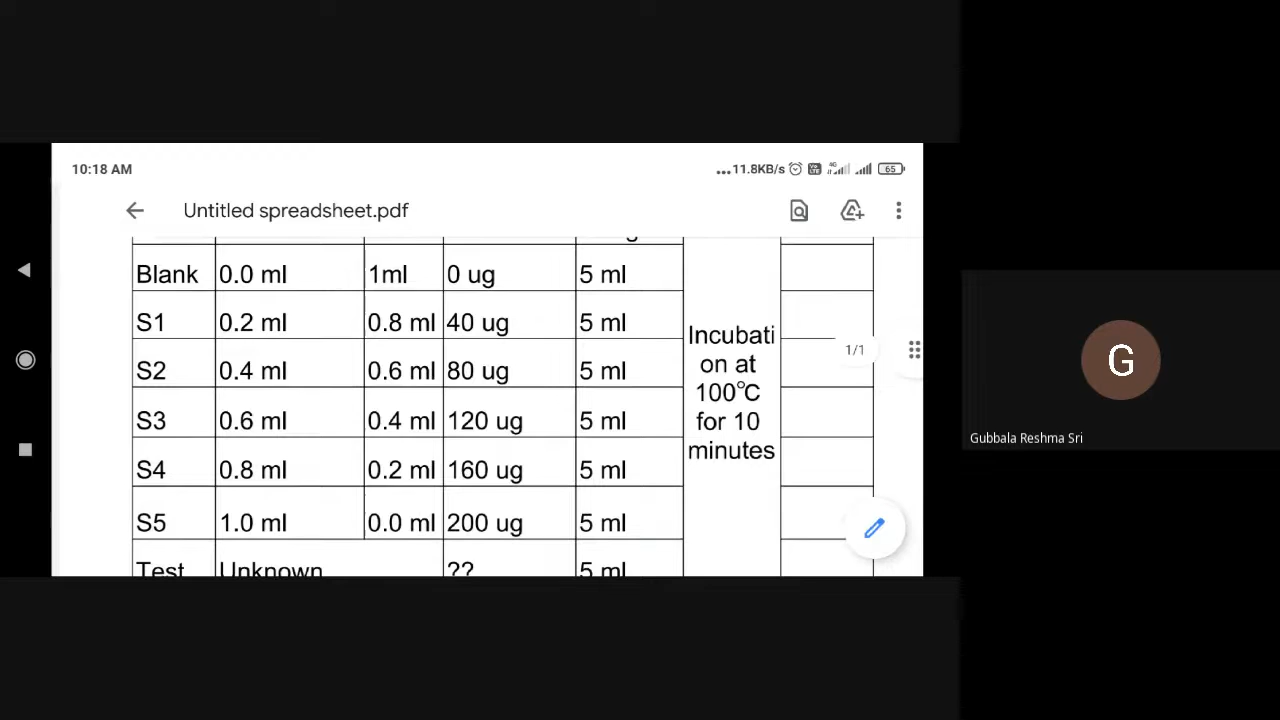 10:18 AM
...11.8KB/s 4G 65
Untitled spreadsheet.pdf
Blank 0.0 ml 1ml 0 ug 5 ml
S1 0.2 ml 0.8 ml 40 ug 5 ml
S2 0.4 ml 0.6 ml 80 ug 5 ml
S3 0.6 ml 0.4 ml 120 ug 5 ml
S4 0.8 ml 0.2 ml 160 ug 5 ml
S5 1.0 ml 0.0 ml 200 ug 5 ml
Test Unknown ?? 5 ml
Incubati
on at
100℃
for 10
minutes
1/1
G
Gubbala Reshma Sri